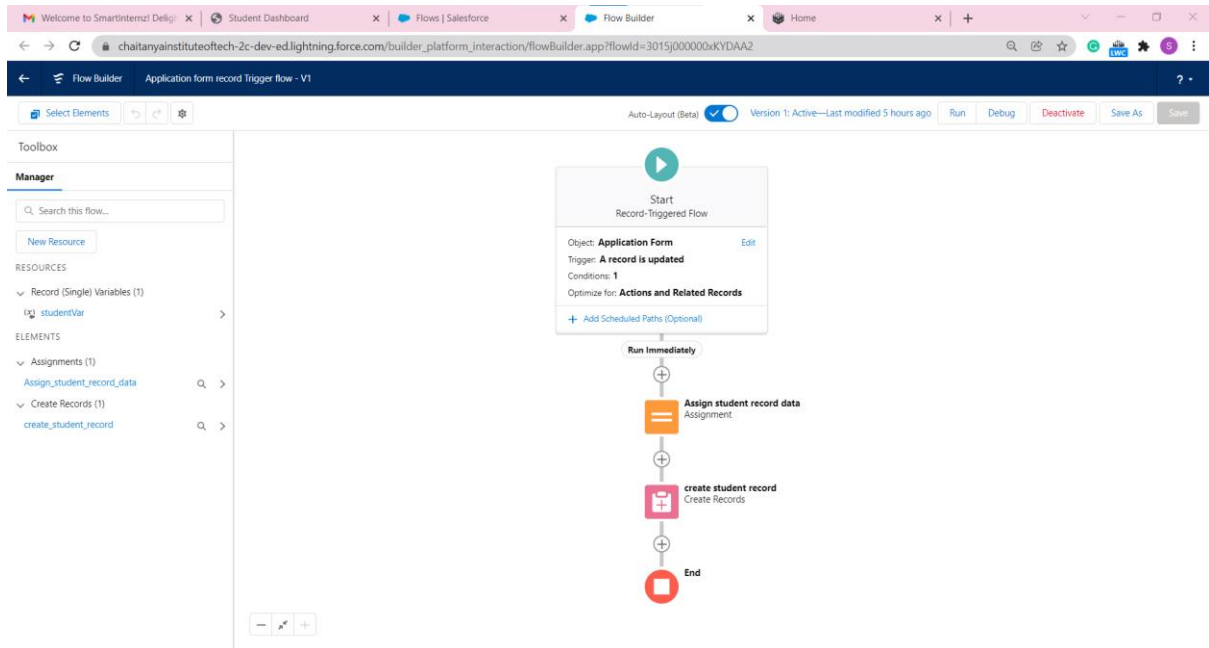 Welcome to SmartInternz! Deligh
Student Dashboard
Flows | Salesforce
Flow Builder
Home
chaitanyainstituteoftech-2c-dev-ed.lightning.force.com/builder_platform_interaction/flowBuilder.app?flowId=3015j000000xKYDAA2
LWC
S
Flow Builder Application form record Trigger flow - V1
?
Select Elements
Auto-Layout (Beta) Version 1: Active—Last modified 5 hours ago Run Debug Deactivate Save As Save
Toolbox
Manager
Search this flow...
New Resource
RESOURCES
Record (Single) Variables (1)
studentVar
ELEMENTS
Assignments (1)
Assign_student_record_data
Create Records (1)
create_student_record
Start
Record-Triggered Flow
Object: Application Form Edit
Trigger: A record is updated
Conditions: 1
Optimize for: Actions and Related Records
+ Add Scheduled Paths (Optional)
Run Immediately
Assign student record data
Assignment
create student record
Create Records
End